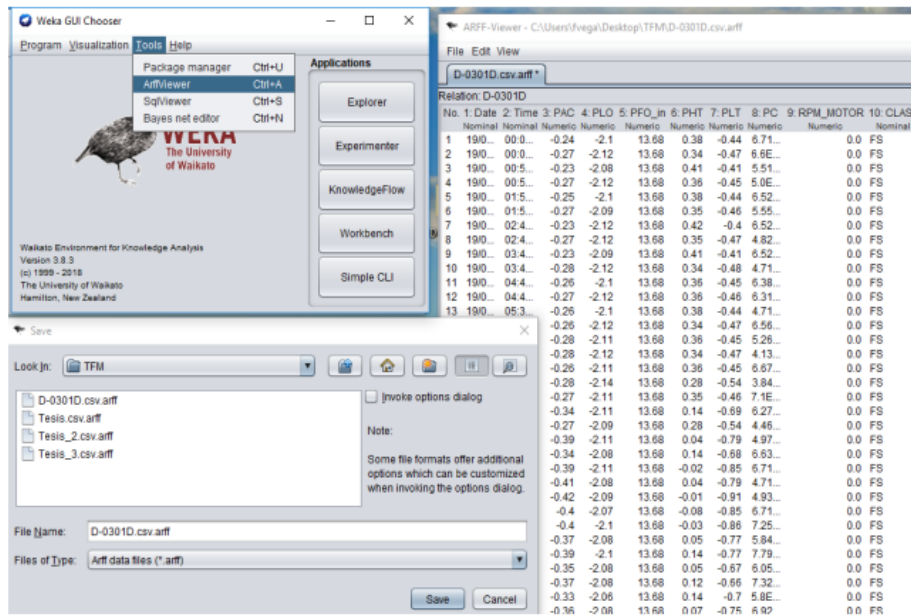 Weka GUI Chooser
Program Visualization Tools Help
Package manager Ctrl+U
ArffViewer Ctrl+A
SqlViewer Ctrl+S
Bayes net editor Ctrl+N
WEKA
The University
of Waikato
Waikato Environment for Knowledge Analysis
Version 3.8.3
(c) 1999 - 2018
The University of Waikato
Hamilton, New Zealand
Applications
Explorer
Experimenter
KnowledgeFlow
Workbench
Simple CLI
ARFF-Viewer - C:\Users\fvega\Desktop\TFM\D-0301D.csv.arff
File Edit View
D-0301D.csv.arff *
Relation: D-0301D
No. 1: Date 2: Time 3: PAC 4: PLO 5: PFO_in 6: PHT 7: PLT 8: PC 9: RPM_MOTOR 10: CLAS
Nominal Nominal Numeric Numeric Numeric Numeric Numeric Numeric Numeric Nominal
1 19/0... 00:0... -0.24 -2.1 13.68 0.38 -0.44 6.71... 0.0 FS
2 19/0... 00:0... -0.27 -2.12 13.68 0.34 -0.47 6.6E... 0.0 FS
3 19/0... 00:5... -0.23 -2.08 13.68 0.41 -0.41 5.51... 0.0 FS
4 19/0... 00:5... -0.27 -2.12 13.68 0.36 -0.45 5.0E... 0.0 FS
5 19/0... 01:5... -0.25 -2.1 13.68 0.38 -0.44 6.52... 0.0 FS
6 19/0... 01:5... -0.27 -2.09 13.68 0.35 -0.46 5.55... 0.0 FS
7 19/0... 02:4... -0.23 -2.12 13.68 0.42 -0.4 6.52... 0.0 FS
8 19/0... 02:4... -0.27 -2.12 13.68 0.35 -0.47 4.82... 0.0 FS
9 19/0... 03:4... -0.23 -2.09 13.68 0.41 -0.41 6.52... 0.0 FS
10 19/0... 03:4... -0.28 -2.12 13.68 0.34 -0.48 4.71... 0.0 FS
11 19/0... 04:4... -0.26 -2.1 13.68 0.36 -0.45 6.38... 0.0 FS
12 19/0... 04:4... -0.27 -2.12 13.68 0.36 -0.46 6.31... 0.0 FS
13 19/0... 05:3... -0.26 -2.1 13.68 0.38 -0.44 4.71... 0.0 FS
-0.26 -2.12 13.68 0.34 -0.47 6.56... 0.0 FS
-0.28 -2.11 13.68 0.36 -0.45 5.26... 0.0 FS
-0.28 -2.12 13.68 0.34 -0.47 4.13... 0.0 FS
-0.26 -2.11 13.68 0.36 -0.45 6.67... 0.0 FS
-0.28 -2.14 13.68 0.28 -0.54 3.84... 0.0 FS
-0.27 -2.11 13.68 0.35 -0.46 7.1E... 0.0 FS
-0.34 -2.11 13.68 0.14 -0.69 6.27... 0.0 FS
-0.27 -2.09 13.68 0.28 -0.54 4.46... 0.0 FS
-0.39 -2.11 13.68 0.04 -0.79 4.97... 0.0 FS
-0.34 -2.08 13.68 0.14 -0.68 6.63... 0.0 FS
-0.39 -2.11 13.68 -0.02 -0.85 6.71... 0.0 FS
-0.41 -2.08 13.68 0.04 -0.79 4.71... 0.0 FS
-0.42 -2.09 13.68 -0.01 -0.91 4.93... 0.0 FS
-0.4 -2.07 13.68 -0.08 -0.85 6.71... 0.0 FS
-0.4 -2.1 13.68 -0.03 -0.86 7.25... 0.0 FS
-0.37 -2.08 13.68 0.05 -0.77 5.84... 0.0 FS
-0.39 -2.1 13.68 0.14 -0.77 7.79... 0.0 FS
-0.35 -2.08 13.68 0.05 -0.67 6.05... 0.0 FS
-0.37 -2.08 13.68 0.12 -0.66 7.32... 0.0 FS
-0.33 -2.06 13.68 0.14 -0.7 5.8E... 0.0 FS
-0.36 -2.08 13.68 0.07 -0.75 6.92... 0.0 FS
Save
Look In: TFM
D-0301D.csv.arff
Tesis.csv.arff
Tesis_2.csv.arff
Tesis_3.csv.arff
Invoke options dialog
Note:
Some file formats offer additional
options which can be customized
when invoking the options dialog.
File Name: D-0301D.csv.arff
Files of Type: Arff data files (*.arff)
Save Cancel